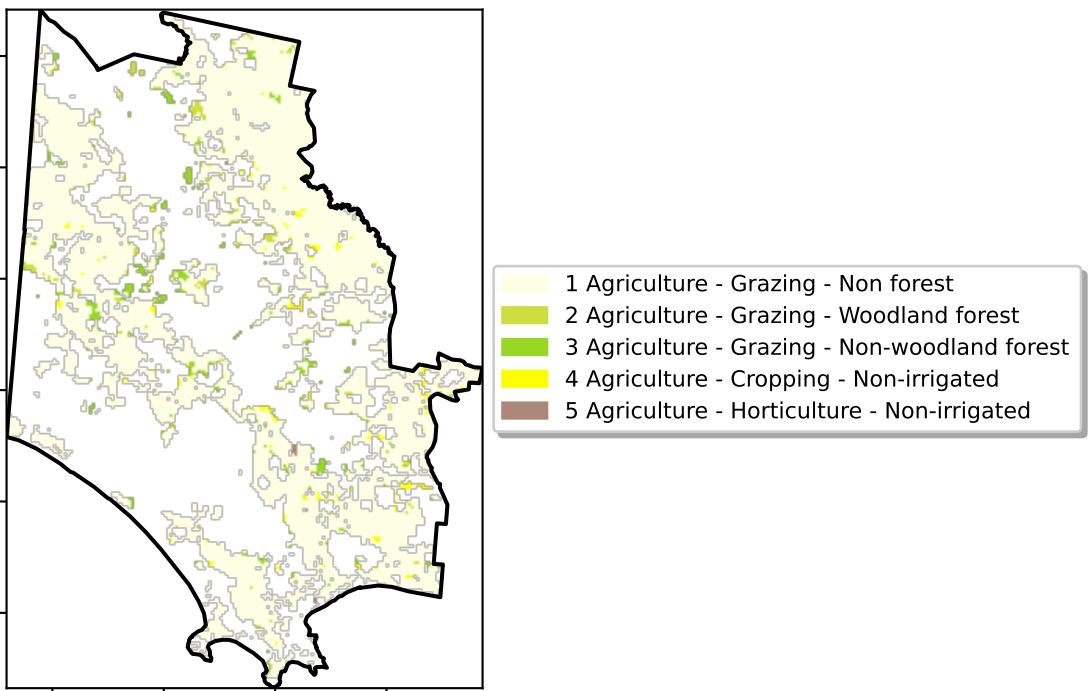 1 Agriculture - Grazing - Non forest
2 Agriculture - Grazing - Woodland forest
3 Agriculture - Grazing - Non-woodland forest
4 Agriculture - Cropping - Non-irrigated
5 Agriculture - Horticulture - Non-irrigated